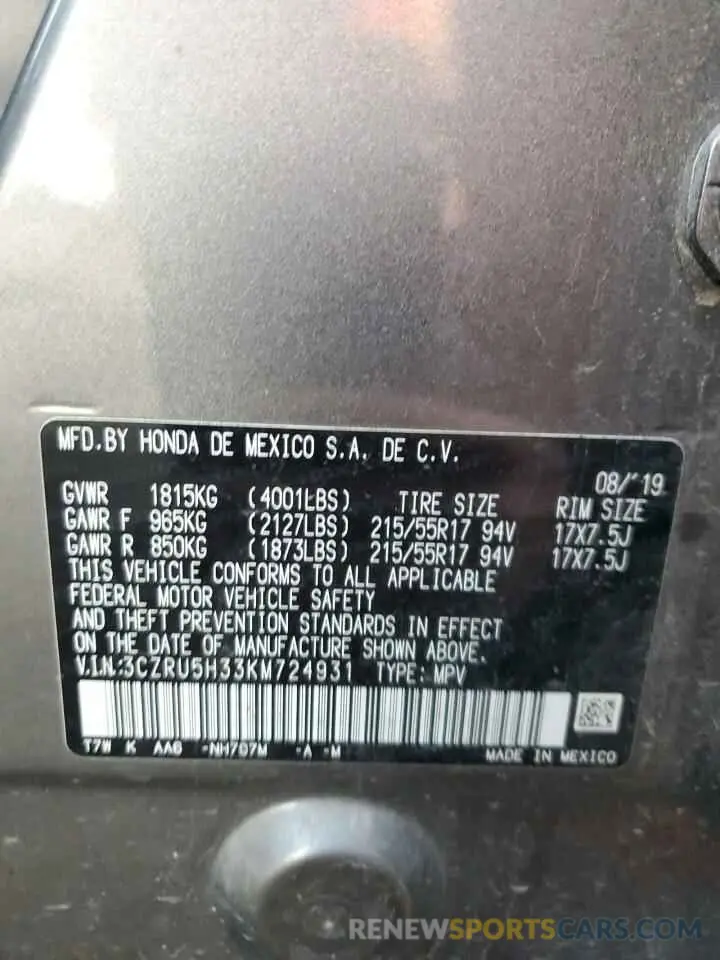 MFD.BY HONDA DE MEXICO S.A. DE C.V.
08/'19
GVWR 1815KG (4001LBS) TIRE SIZE RIM SIZE
GAWR F 965KG (2127LBS) 215/55R17 94V 17X7.5J
GAWR R 850KG (1873LBS) 215/55R17 94V 17X7.5J
THIS VEHICLE CONFORMS TO ALL APPLICABLE
FEDERAL MOTOR VEHICLE SAFETY
AND THEFT PREVENTION STANDARDS IN EFFECT
ON THE DATE OF MANUFACTURE SHOWN ABOVE.
V.I.N.:3CZRU5H33KM724931 TYPE: MPV
T7W K AA6 -NH797M -A -M MADE IN MEXICO
RENEWSPORTSCARS.COM